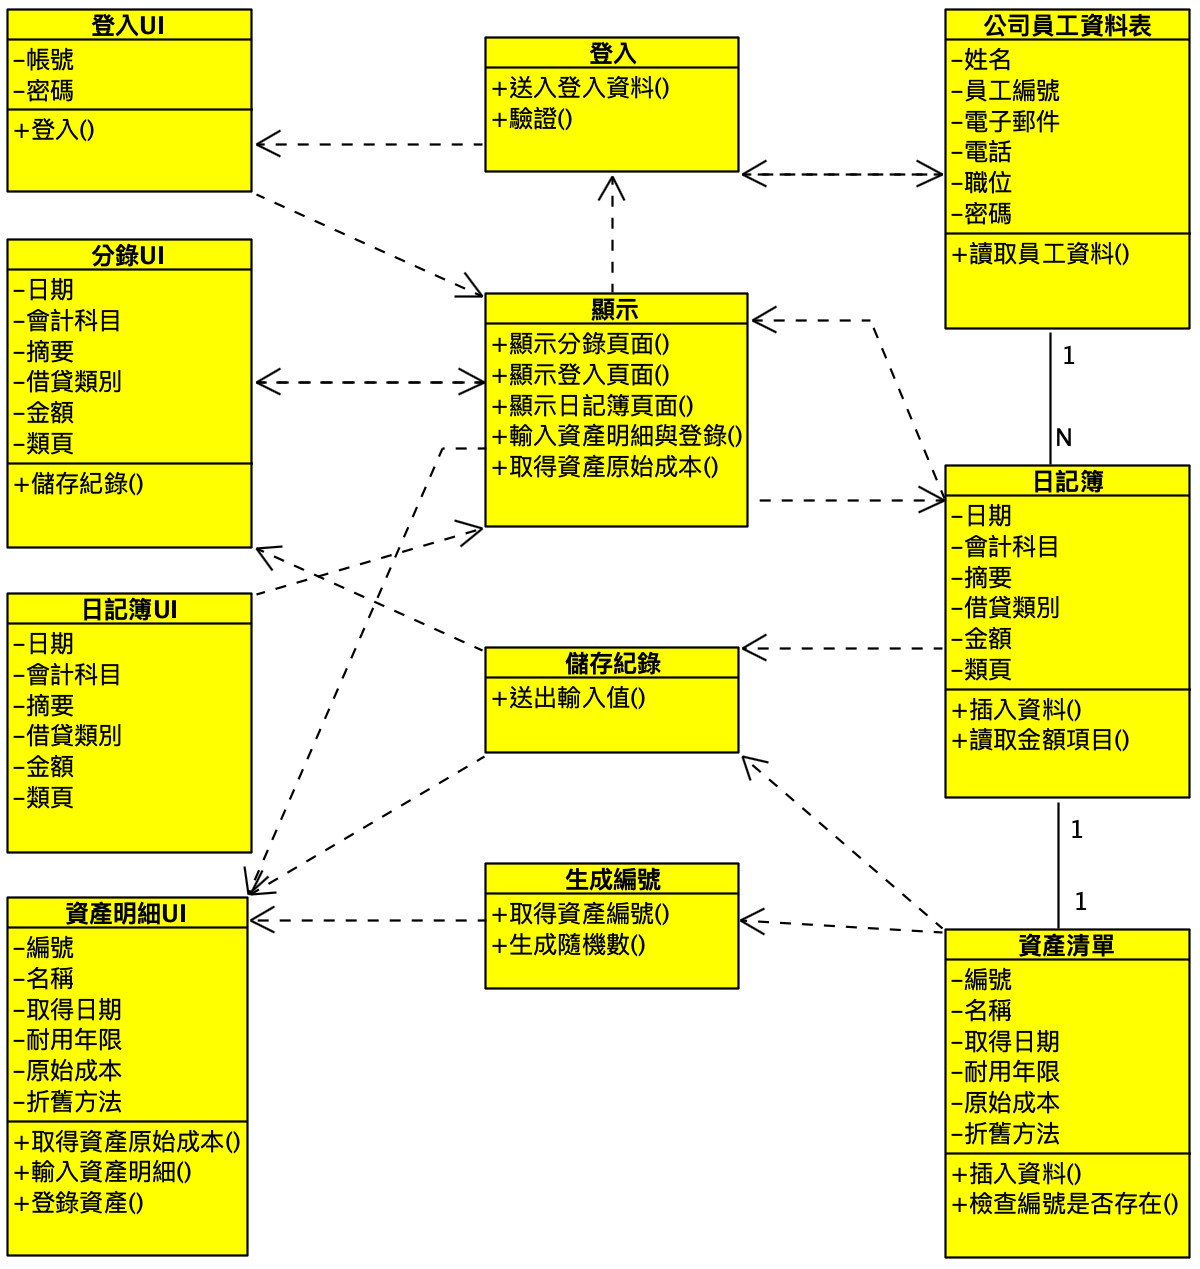 登入UI
-帳號
-密碼
+登入()
登入
+送入登入資料()
+驗證()
公司員工資料表
-姓名
-員工編號
-電子郵件
-電話
-職位
-密碼
+讀取員工資料()
1
N
分錄UI
-日期
-會計科目
-摘要
-借貸類別
-金額
-類頁
+儲存紀錄()
顯示
+顯示分錄頁面()
+顯示登入頁面()
+顯示日記簿頁面()
+輸入資產明細與登錄()
+取得資產原始成本()
日記簿
-日期
-會計科目
-摘要
-借貸類別
-金額
-類頁
+插入資料()
+讀取金額項目()
1
1
日記簿UI
-日期
-會計科目
-摘要
-借貸類別
-金額
-類頁
儲存紀錄
+送出輸入值()
生成編號
+取得資產編號()
+生成隨機數()
資產明細UI
-編號
-名稱
-取得日期
-耐用年限
-原始成本
-折舊方法
+取得資產原始成本()
+輸入資產明細()
+登錄資產()
資產清單
-編號
-名稱
-取得日期
-耐用年限
-原始成本
-折舊方法
+插入資料()
+檢查編號是否存在()